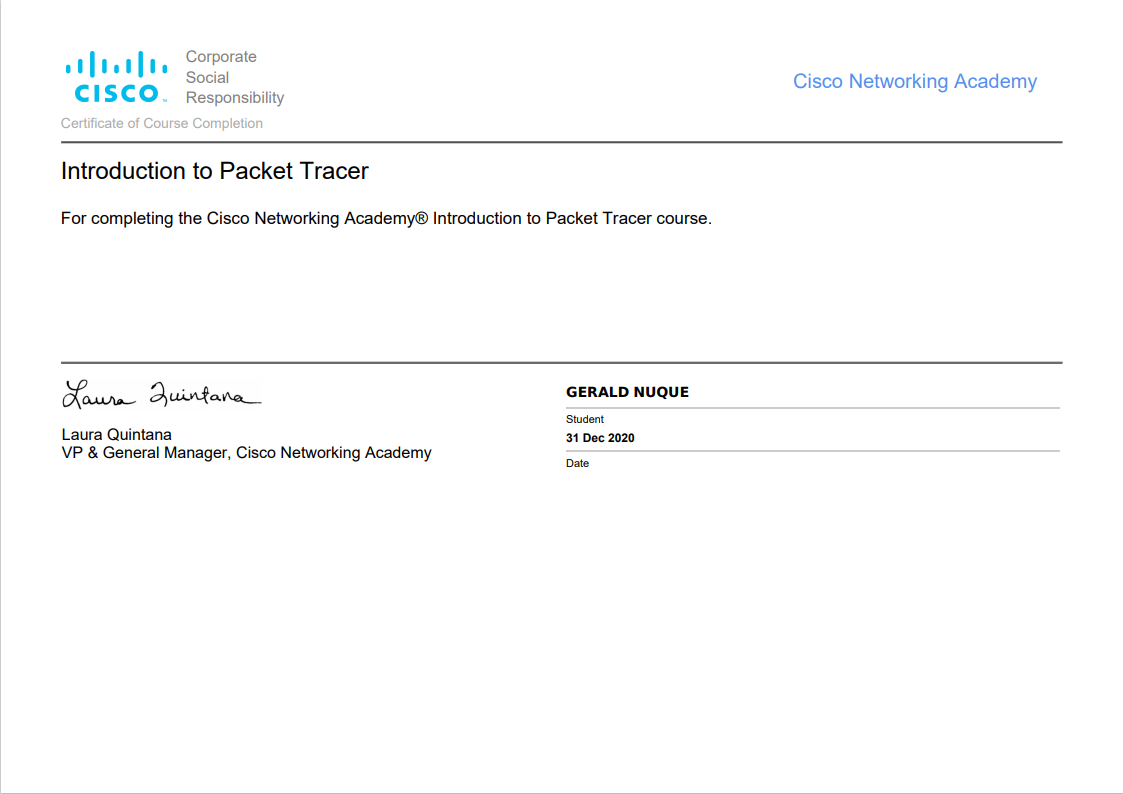 CISCO
Corporate
Social
Responsibility
Cisco Networking Academy
Certificate of Course Completion
Introduction to Packet Tracer
For completing the Cisco Networking Academy® Introduction to Packet Tracer course.
Laura Quintana
Laura Quintana
VP & General Manager, Cisco Networking Academy
GERALD NUQUE
Student
31 Dec 2020
Date